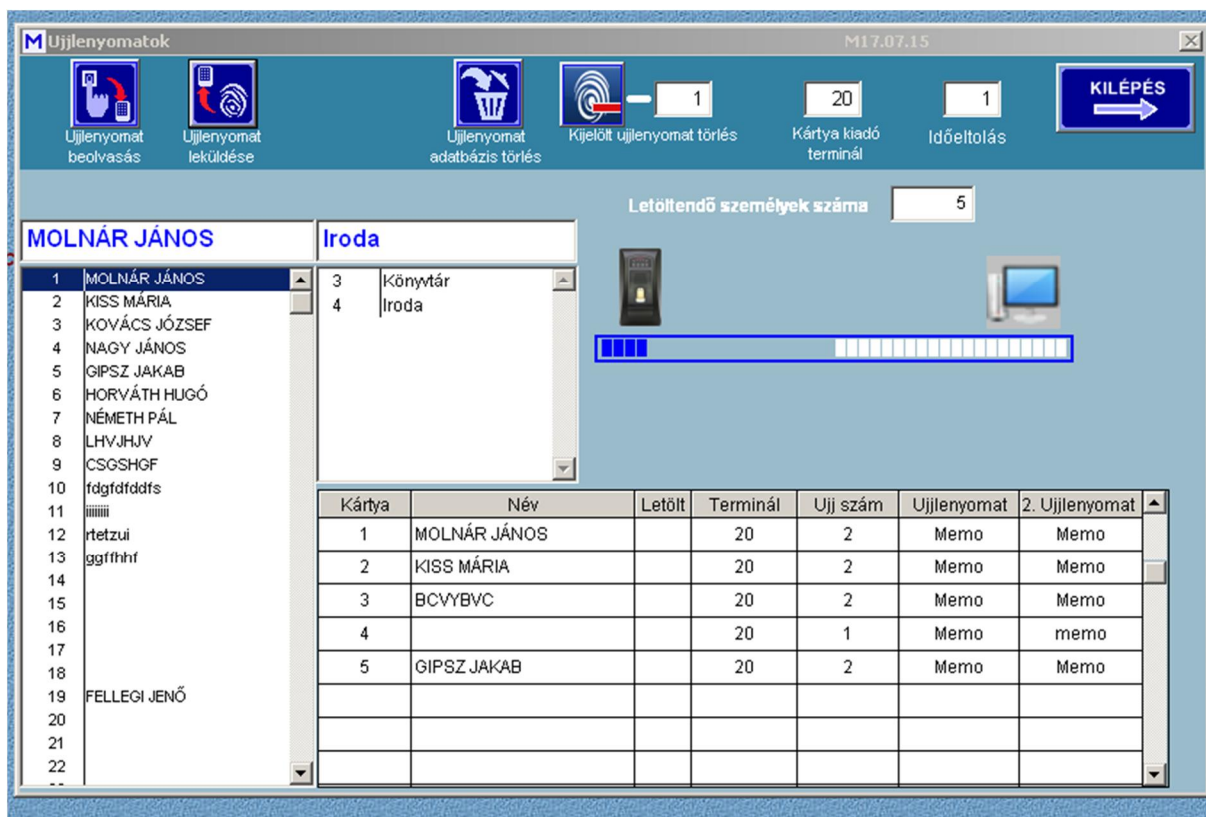 M Ujjlenyomatok M17.07.15
KILÉPÉS
1 20 1
Ujjlenyomat beolvasás
Ujjlenyomat leküldése
Ujjlenyomat adatbázis törlés
Kijelölt ujjlenyomat törlés
Kártya kiadó terminál
Időeltolás
Letöltendő személyek száma 5
MOLNÁR JÁNOS
Iroda
1 MOLNÁR JÁNOS
2 KISS MÁRIA
3 KOVÁCS JÓZSEF
4 NAGY JÁNOS
5 GIPSZ JAKAB
6 HORVÁTH HUGÓ
7 NÉMETH PÁL
8 LHVJHJV
9 CSGSHGF
10 fdgfdfddfs
11
12 rtetzui
13 ggffhhf
14
15
16
17
18
19 FELLEGI JENŐ
20
21
22
3 Könyvtár
4 Iroda
Kártya Név Letölt Terminál Ujj szám Ujjlenyomat 2. Ujjlenyomat
1 MOLNÁR JÁNOS 20 2 Memo Memo
2 KISS MÁRIA 20 2 Memo Memo
3 BCVYBVC 20 2 Memo Memo
4 20 1 Memo memo
5 GIPSZ JAKAB 20 2 Memo Memo